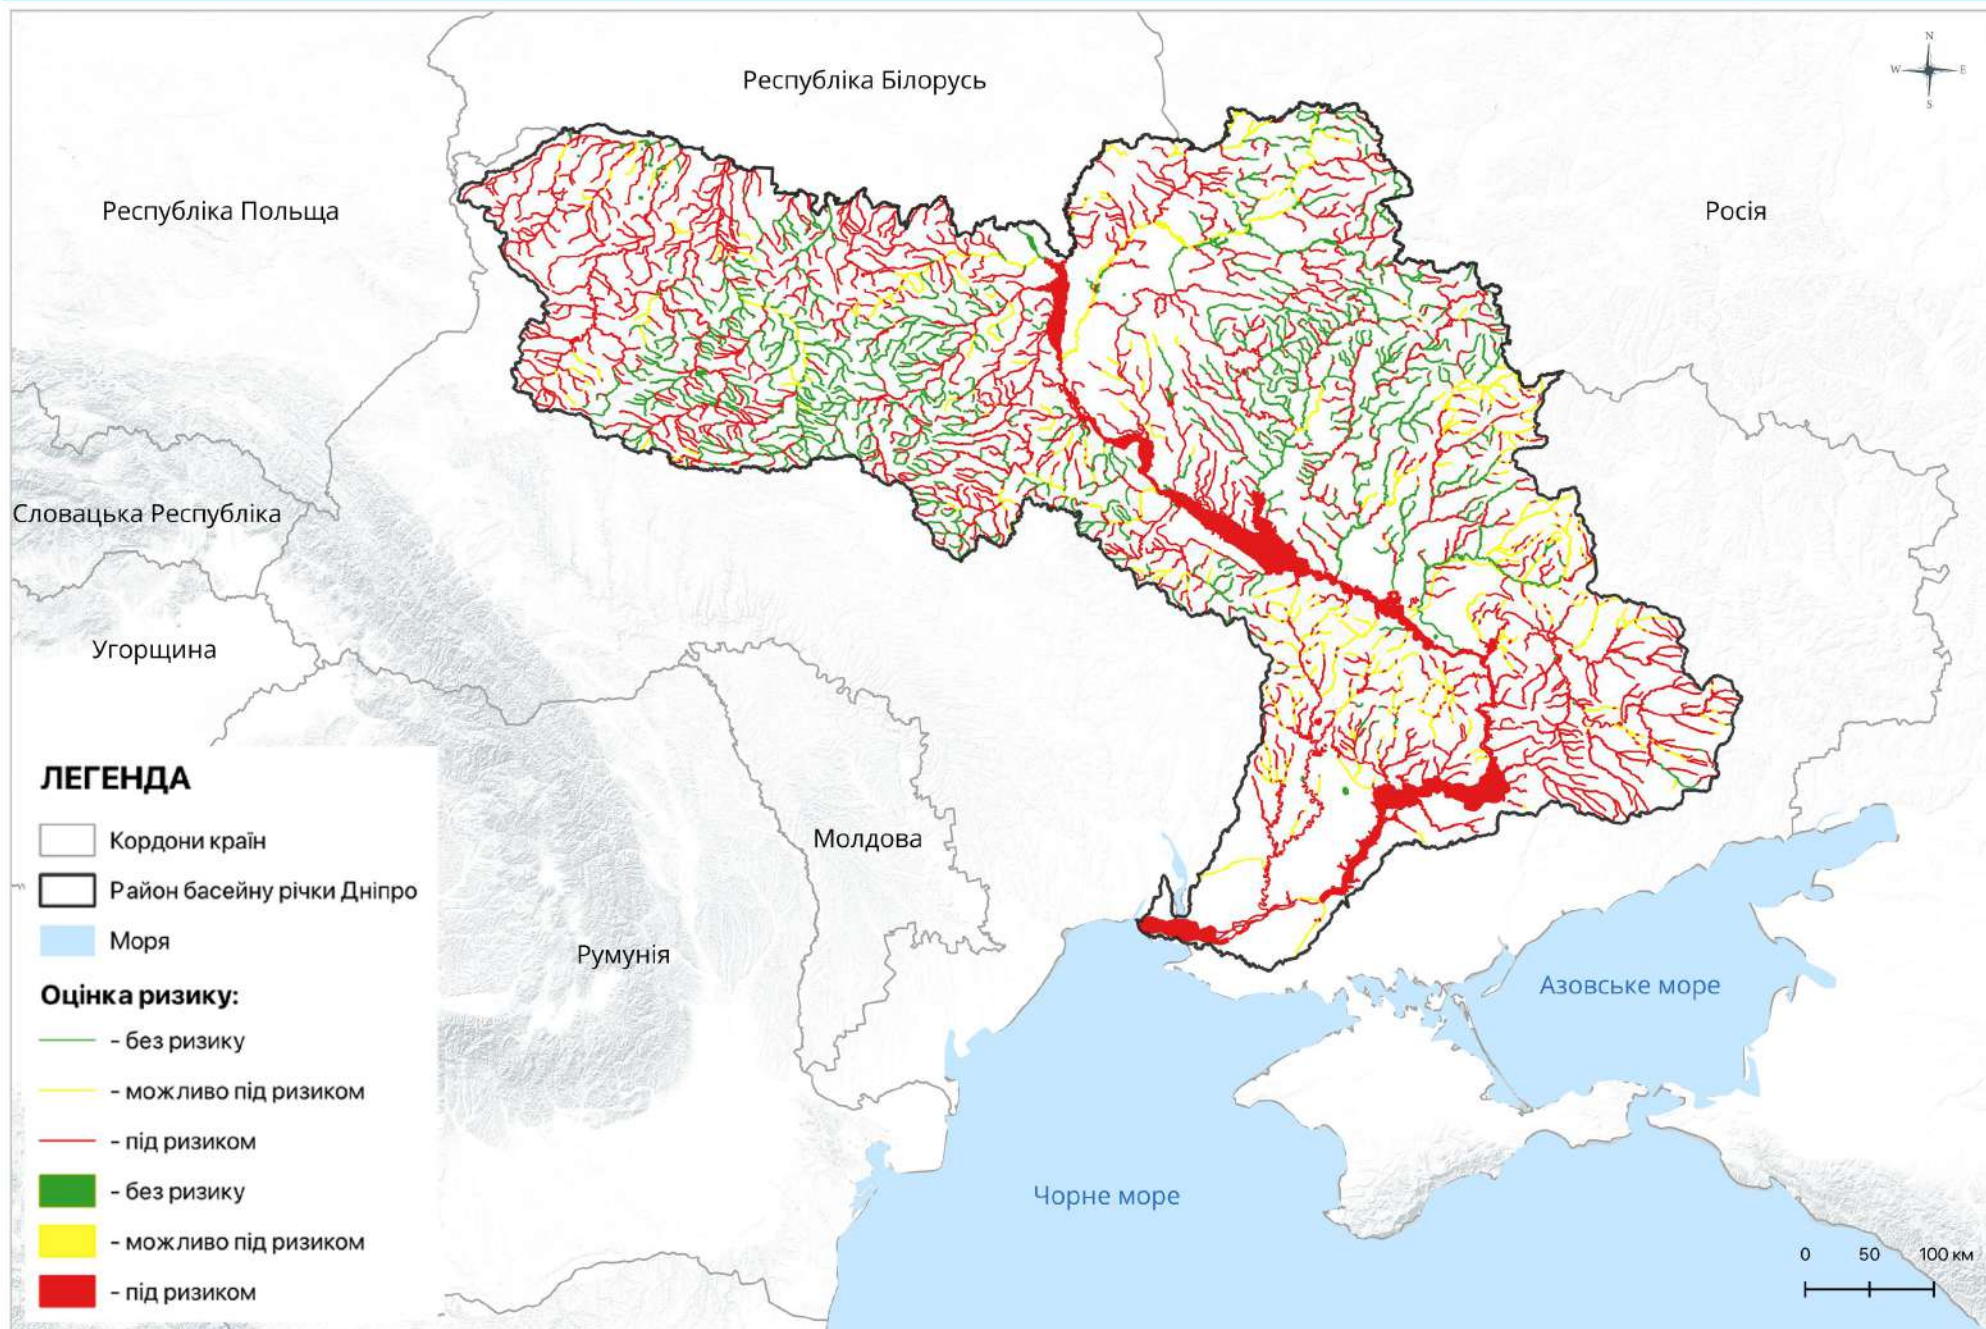 N
W E
S
Республіка Білорусь
Республіка Польща
Росія
Словацька Республіка
Угорщина
Молдова
Румунія
Азовське море
Чорне море
ЛЕГЕНДА
Кордони країн
Район басейну річки Дніпро
Моря
Оцінка ризику:
- без ризику
- можливо під ризиком
- під ризиком
- без ризику
- можливо під ризиком
- під ризиком
0 50 100 км